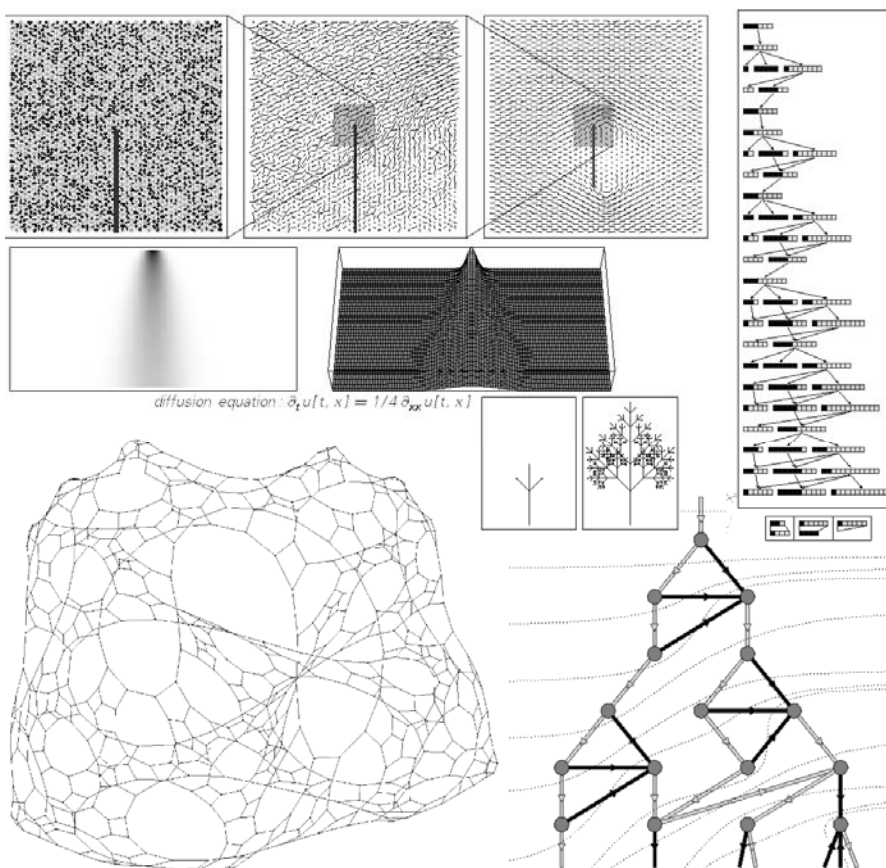 diffusion equation: ∂ₜu[t, x] = 1/4 ∂ₓₓu[t, x]